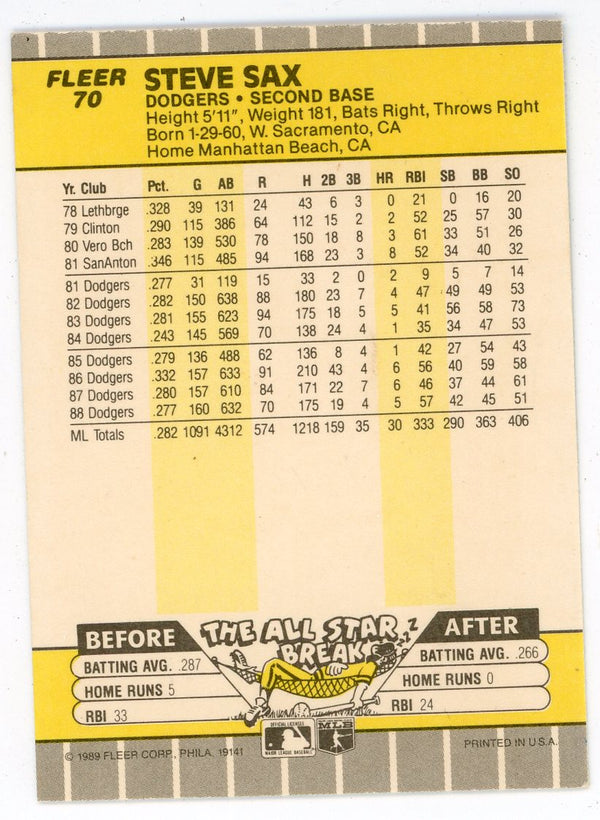 FLEER
70
STEVE SAX
DODGERS • SECOND BASE
Height 5'11", Weight 181, Bats Right, Throws Right
Born 1-29-60, W. Sacramento, CA
Home Manhattan Beach, CA
Yr. Club Pct. G AB R H 2B 3B HR RBI SB BB SO
78 Lethbrge .328 39 131 24 43 6 3 0 21 0 16 20
79 Clinton .290 115 386 64 112 15 2 2 52 25 57 30
80 Vero Bch .283 139 530 78 150 18 8 3 61 33 51 26
81 SanAnton .346 115 485 94 168 23 3 8 52 34 40 32
81 Dodgers .277 31 119 15 33 2 0 2 9 5 7 14
82 Dodgers .282 150 638 88 180 23 7 4 47 49 49 53
83 Dodgers .281 155 623 94 175 18 5 5 41 56 58 73
84 Dodgers .243 145 569 70 138 24 4 1 35 34 47 53
85 Dodgers .279 136 488 62 136 8 4 1 42 27 54 43
86 Dodgers .332 157 633 91 210 43 4 6 56 40 59 58
87 Dodgers .280 157 610 84 171 22 7 6 46 37 44 61
88 Dodgers .277 160 632 70 175 19 4 5 57 42 45 51
ML Totals .282 1091 4312 574 1218 159 35 30 333 290 363 406
THE ALL STAR
BREAK
ZZZ
BEFORE
BATTING AVG. .287
HOME RUNS 5
RBI 33
AFTER
BATTING AVG. .266
HOME RUNS 0
RBI 24
OFFICIAL LICENSEE
MAJOR LEAGUE BASEBALL
MLB
© 1989 FLEER CORP., PHILA. 19141
PRINTED IN U.S.A.